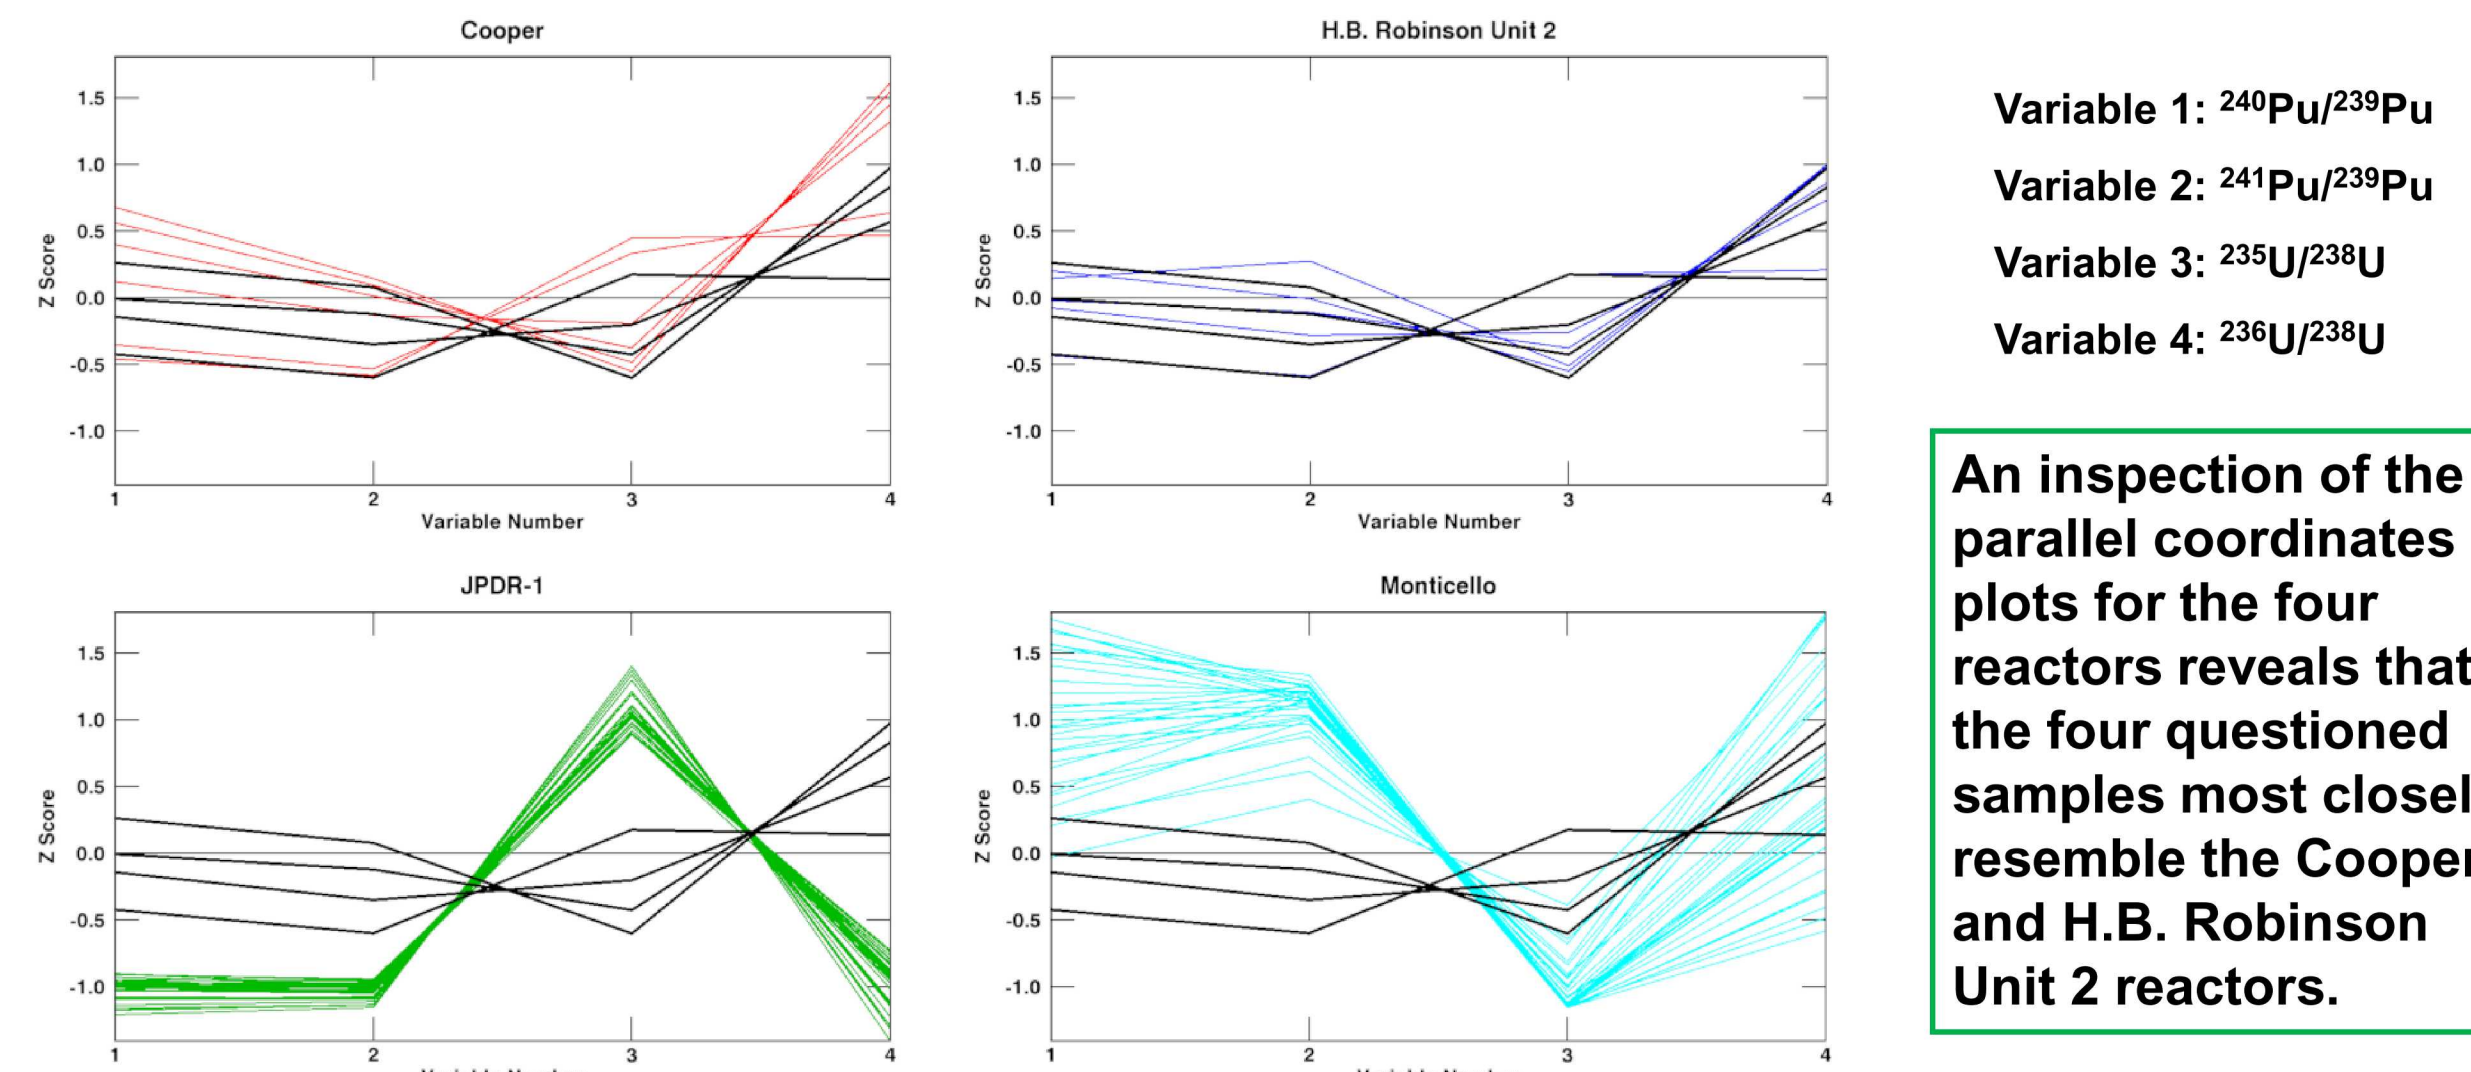 Cooper
1.5
1.0
0.5
0.0
-0.5
-1.0
Z Score
1 2 3 4
Variable Number
H.B. Robinson Unit 2
1.5
1.0
0.5
0.0
-0.5
-1.0
Z Score
1 2 3 4
Variable Number
JPDR-1
1.5
1.0
0.5
0.0
-0.5
-1.0
Z Score
1 2 3 4
Monticello
1.5
1.0
0.5
0.0
-0.5
-1.0
Z Score
1 2 3 4
Variable 1: ²⁴⁰Pu/²³⁹Pu
Variable 2: ²⁴¹Pu/²³⁹Pu
Variable 3: ²³⁵U/²³⁸U
Variable 4: ²³⁶U/²³⁸U
An inspection of the
parallel coordinates
plots for the four
reactors reveals that
the four questioned
samples most closel
resemble the Cooper
and H.B. Robinson
Unit 2 reactors.